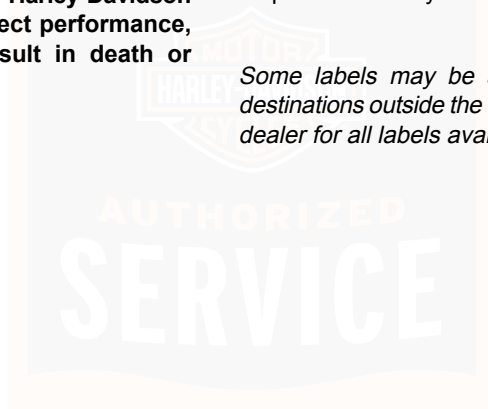 Harley-Davidson
ect performance,
sult in death or
Some labels may be
destinations outside the
dealer for all labels avai
MOTOR
HARLEY-DAVIDSON
CYCLES
AUTHORIZED
SERVICE